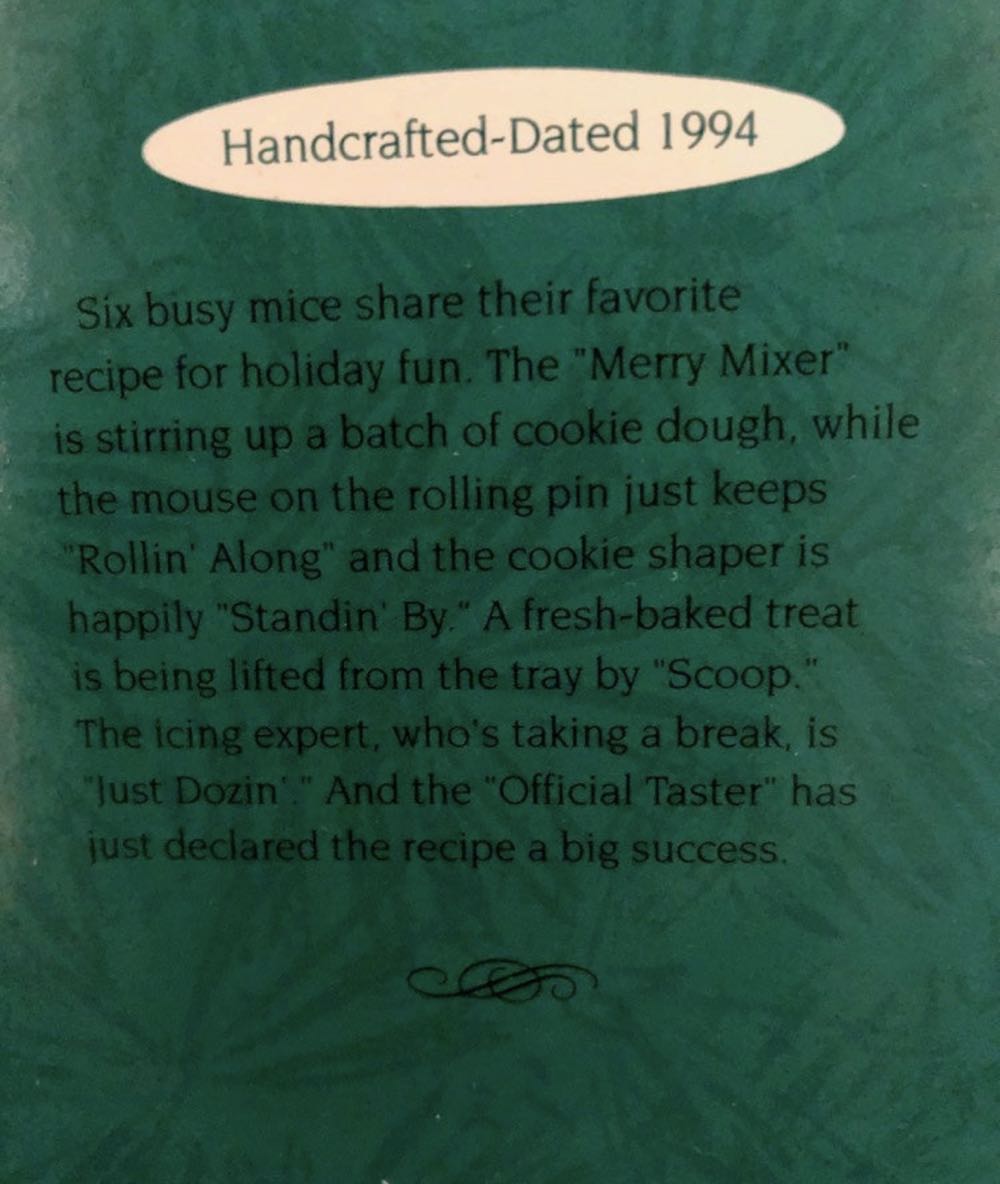 Handcrafted-Dated 1994
Six busy mice share their favorite
recipe for holiday fun. The "Merry Mixer"
is stirring up a batch of cookie dough, while
the mouse on the rolling pin just keeps
"Rollin' Along" and the cookie shaper is
happily "Standin' By." A fresh-baked treat
is being lifted from the tray by "Scoop."
The icing expert, who's taking a break, is
"Just Dozin'." And the "Official Taster" has
just declared the recipe a big success.